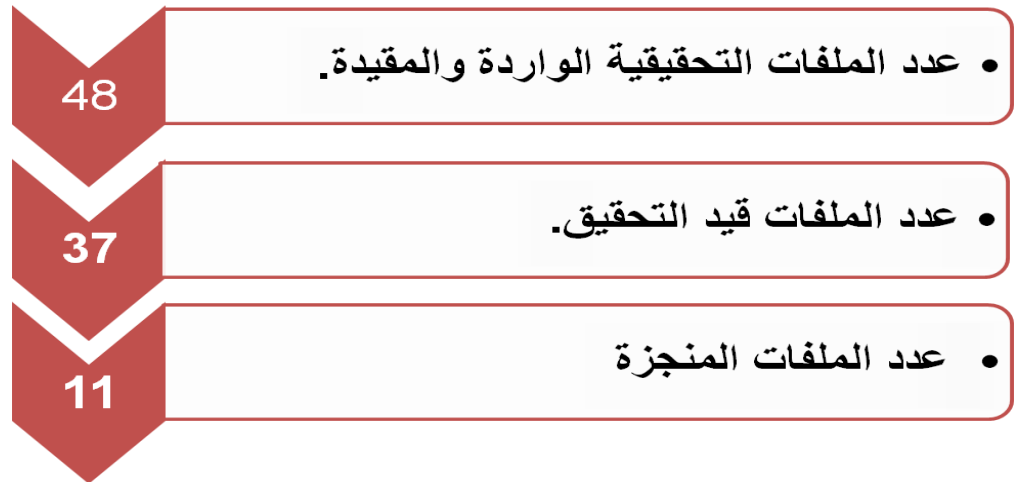 • عدد الملفات التحقيقية الواردة والمقيدة.
48
• عدد الملفات قيد التحقيق.
37
• عدد الملفات المنجزة
11